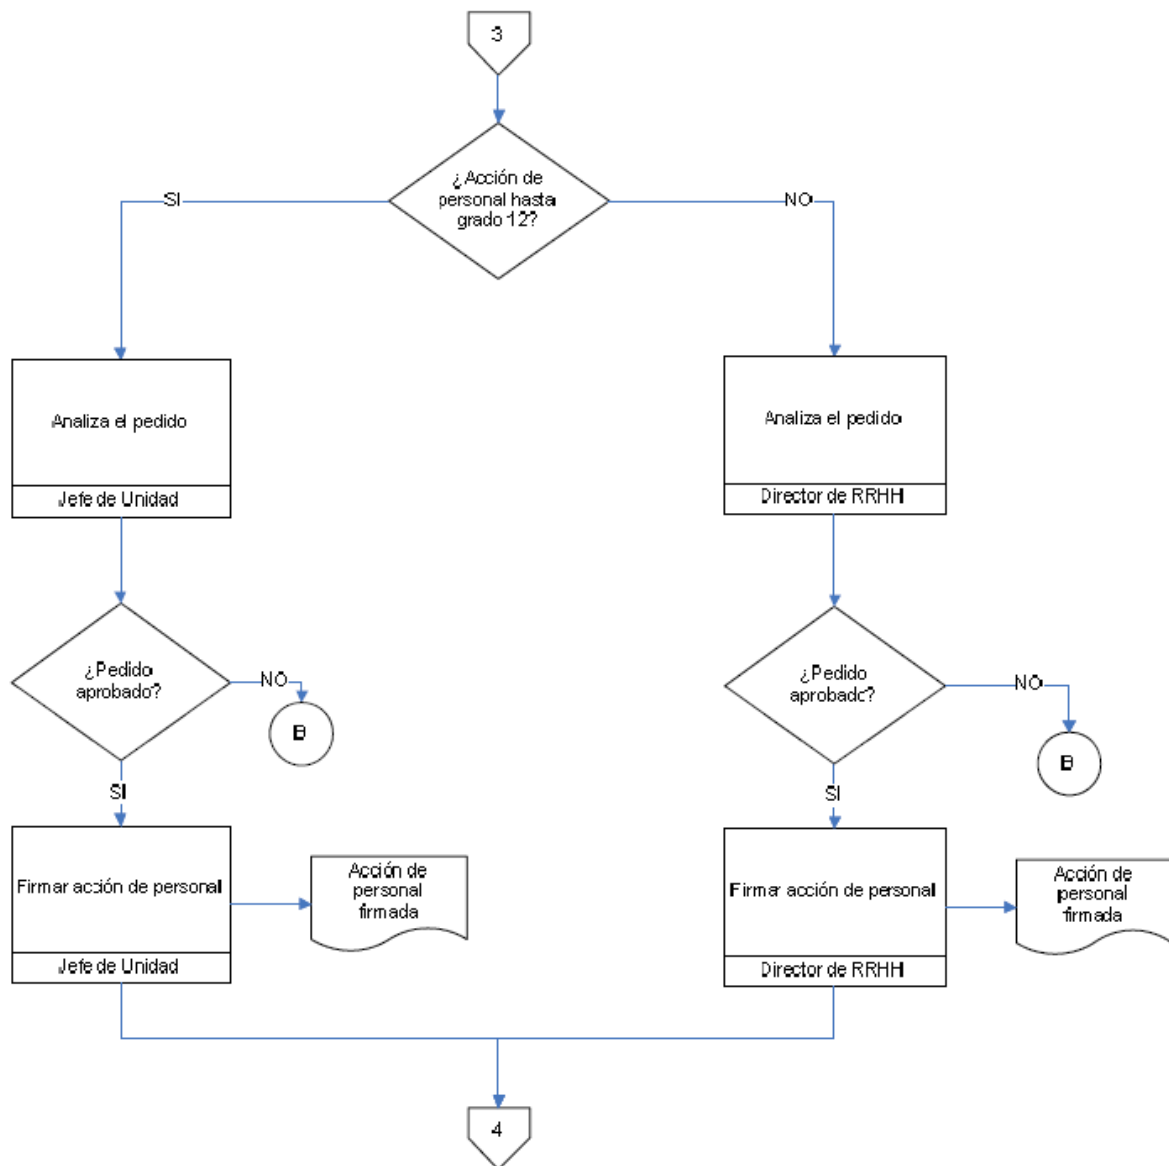 3
¿Acción de
personal hasta
grado 12?
SI
NO
Analiza el pedido
Jefe de Unidad
Analiza el pedido
Director de RRHH
¿Pedido
aprobado?
NO
B
SI
¿Pedido
aprobado?
NO
B
SI
Firmar acción de personal
Jefe de Unidad
Acción de
personal
firmada
Firmar acción de personal
Director de RRHH
Acción de
personal
firmada
4